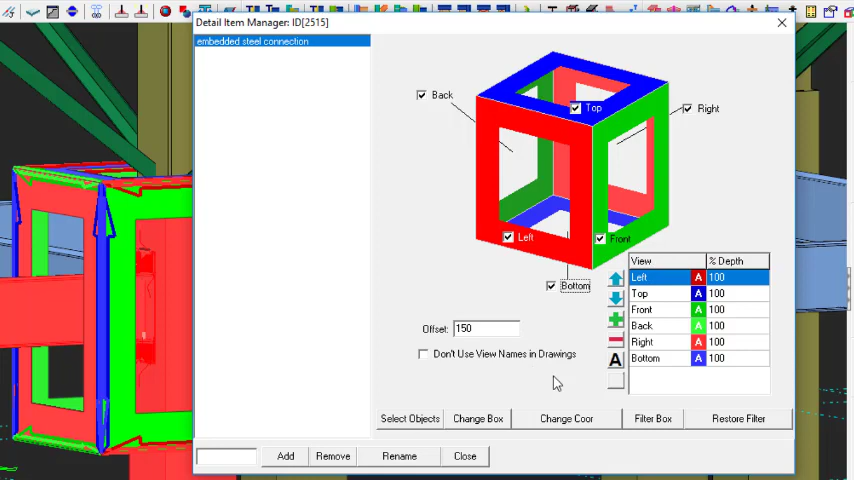 Detail Item Manager: ID[2515]
embedded steel connection
Back
Top
Right
Left
Front
Bottom
View % Depth
Left A 100
Top A 100
Front A 100
Back A 100
Right A 100
Bottom A 100
A
Offset: 150
Don't Use View Names in Drawings
Select Objects Change Box Change Coor Filter Box Restore Filter
Add Remove Rename Close